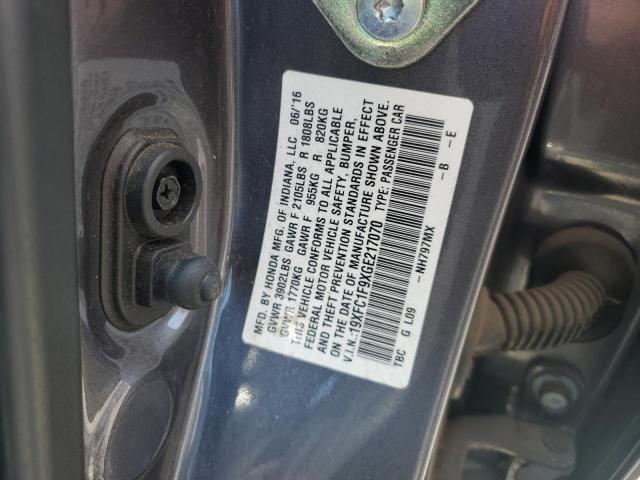 MFD. BY HONDA MFG. OF INDIANA, LLC 06/'16
GVWR 3902LBS GAWR F 2105LBS R 1808LBS
GVWR 1770KG GAWR F 955KG R 820KG
THIS VEHICLE CONFORMS TO ALL APPLICABLE
FEDERAL MOTOR VEHICLE SAFETY, BUMPER,
AND THEFT PREVENTION STANDARDS IN EFFECT
ON THE DATE OF MANUFACTURE SHOWN ABOVE.
V.I.N.:19XFC1F9XGE217070 TYPE: PASSENGER CAR
TBC G L09 -NH797MX -B -E